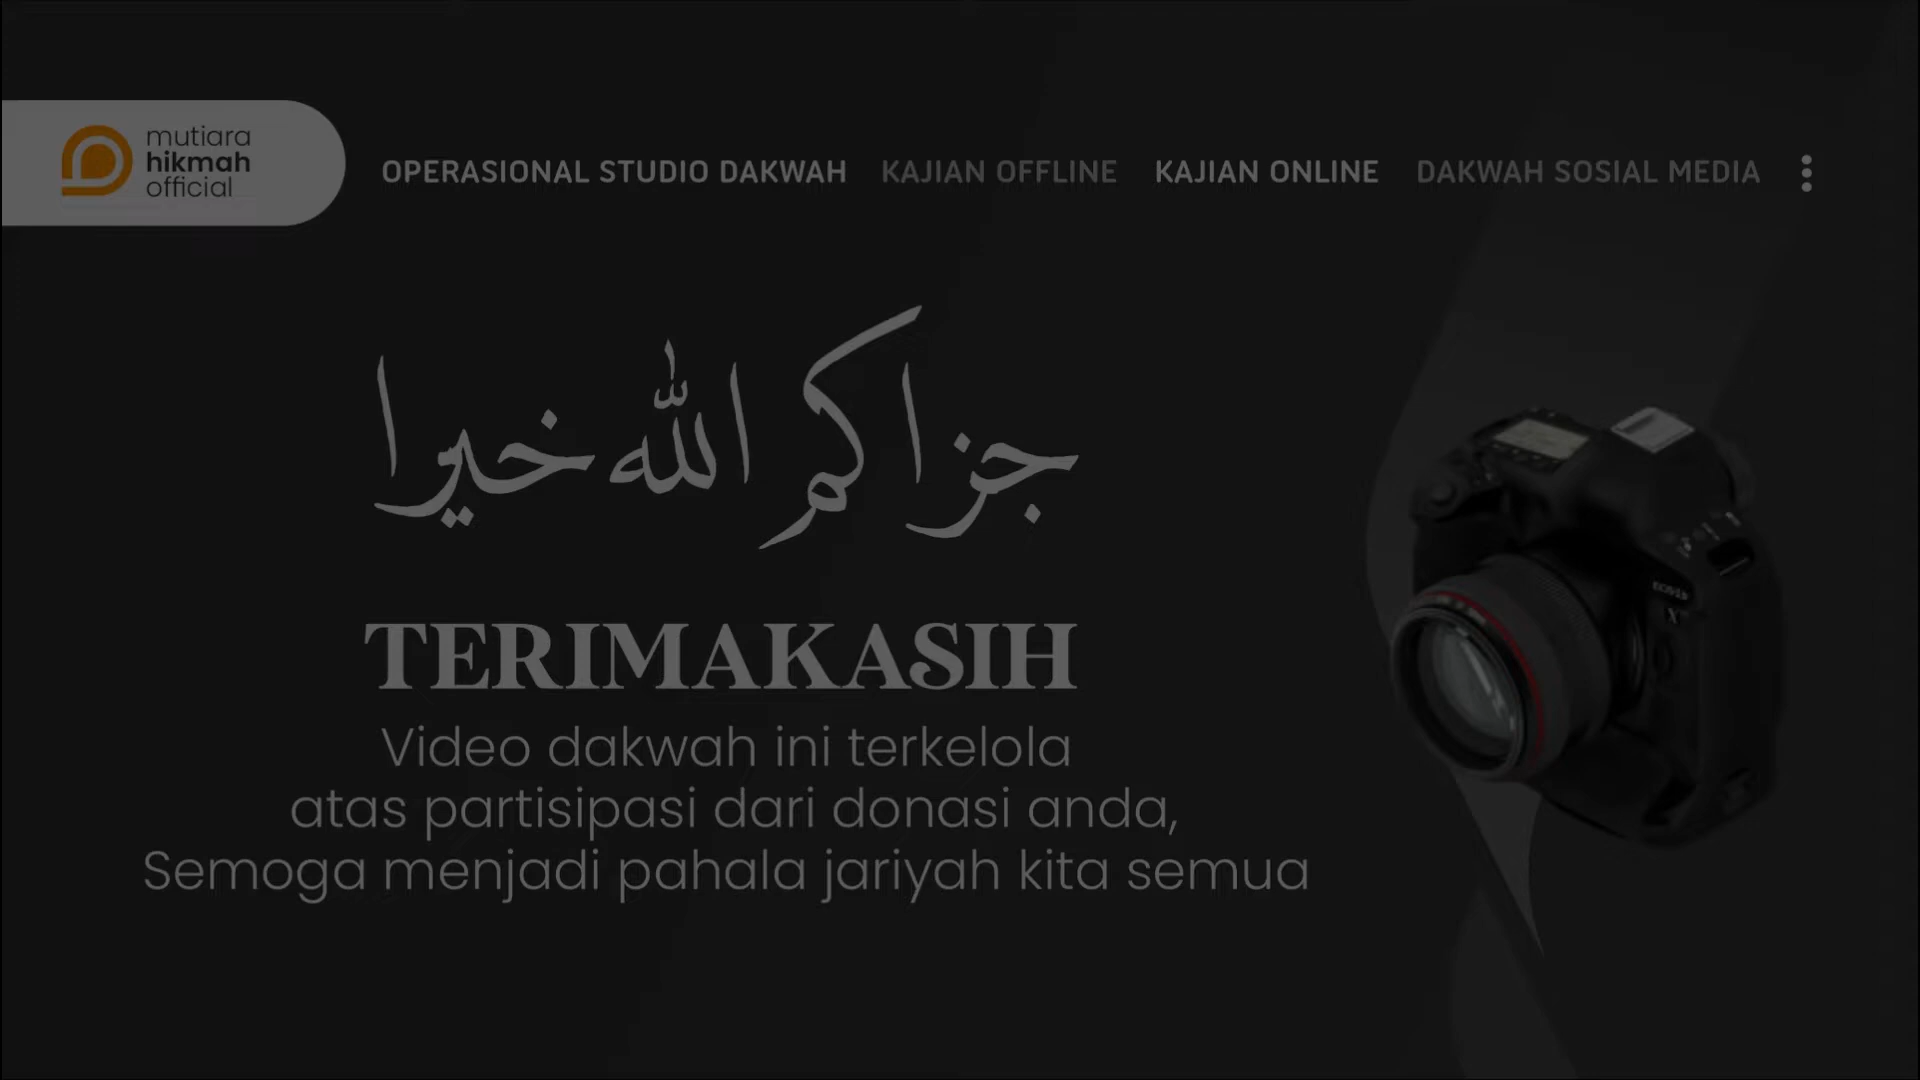 mutiara
hikmah
official
OPERASIONAL STUDIO DAKWAH KAJIAN OFFLINE KAJIAN ONLINE DAKWAH SOSIAL MEDIA
جزاكم الله خيرا
TERIMAKASIH
Video dakwah ini terkelola
atas partisipasi dari donasi anda,
Semoga menjadi pahala jariyah kita semua